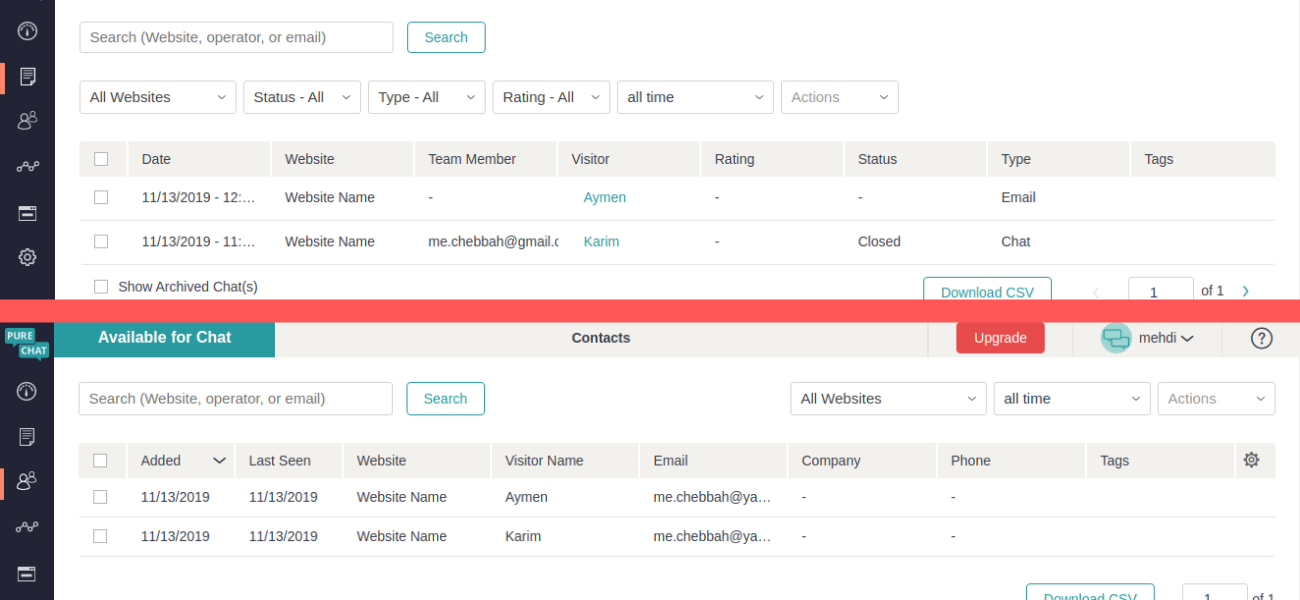 Search (Website, operator, or email) Search
All Websites Status - All Type - All Rating - All all time Actions
Date Website Team Member Visitor Rating Status Type Tags
11/13/2019 - 12:... Website Name - Aymen - - Email
11/13/2019 - 11:... Website Name me.chebbah@gmail.c Karim - Closed Chat
Show Archived Chat(s)
Download CSV 1 of 1
PURE CHAT Available for Chat Contacts Upgrade mehdi ?
Search (Website, operator, or email) Search All Websites all time Actions
Added Last Seen Website Visitor Name Email Company Phone Tags
11/13/2019 11/13/2019 Website Name Aymen me.chebbah@ya... - -
11/13/2019 11/13/2019 Website Name Karim me.chebbah@ya... - -
Download CSV 1 of 1